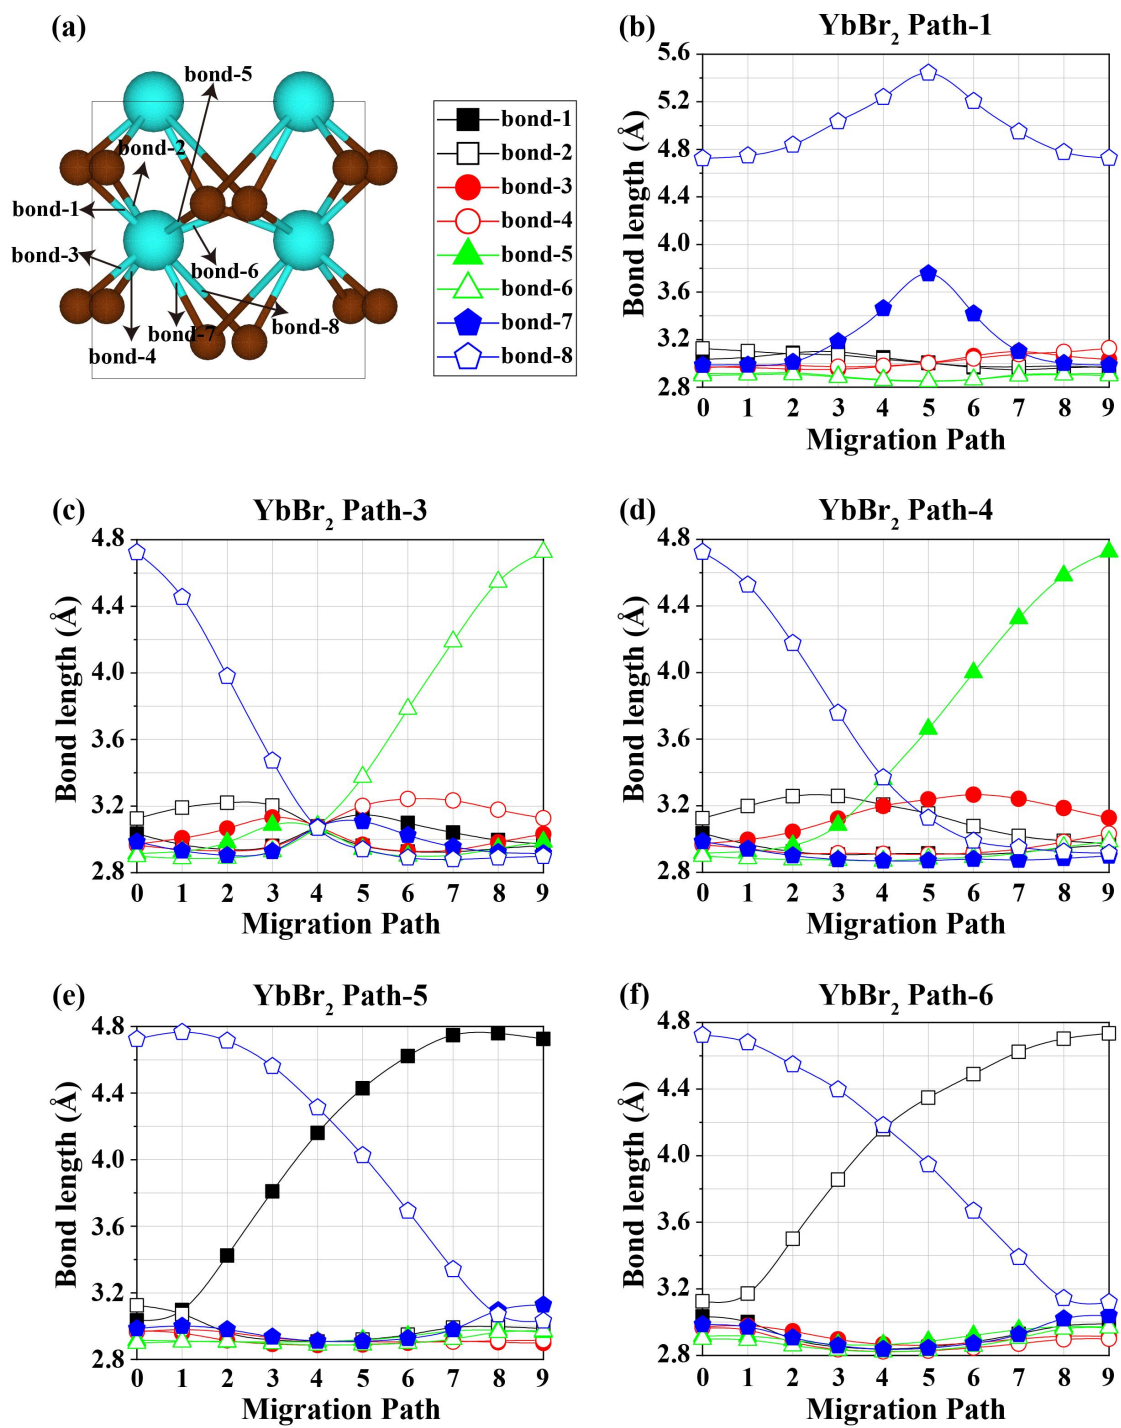 (a)
bond-5
bond-2
bond-1
bond-3
bond-6
bond-7
bond-8
bond-4
bond-1
bond-2
bond-3
bond-4
bond-5
bond-6
bond-7
bond-8
(b)
YbBr₂ Path-1
Bond length (Å)
5.6
5.2
4.8
4.4
4.0
3.6
3.2
2.8
0 1 2 3 4 5 6 7 8 9
Migration Path
(c)
YbBr₂ Path-3
Bond length (Å)
4.8
4.4
4.0
3.6
3.2
2.8
0 1 2 3 4 5 6 7 8 9
Migration Path
(d)
YbBr₂ Path-4
Bond length (Å)
4.8
4.4
4.0
3.6
3.2
2.8
0 1 2 3 4 5 6 7 8 9
Migration Path
(e)
YbBr₂ Path-5
Bond length (Å)
4.8
4.4
4.0
3.6
3.2
2.8
0 1 2 3 4 5 6 7 8 9
Migration Path
(f)
YbBr₂ Path-6
Bond length (Å)
4.8
4.4
4.0
3.6
3.2
2.8
0 1 2 3 4 5 6 7 8 9
Migration Path